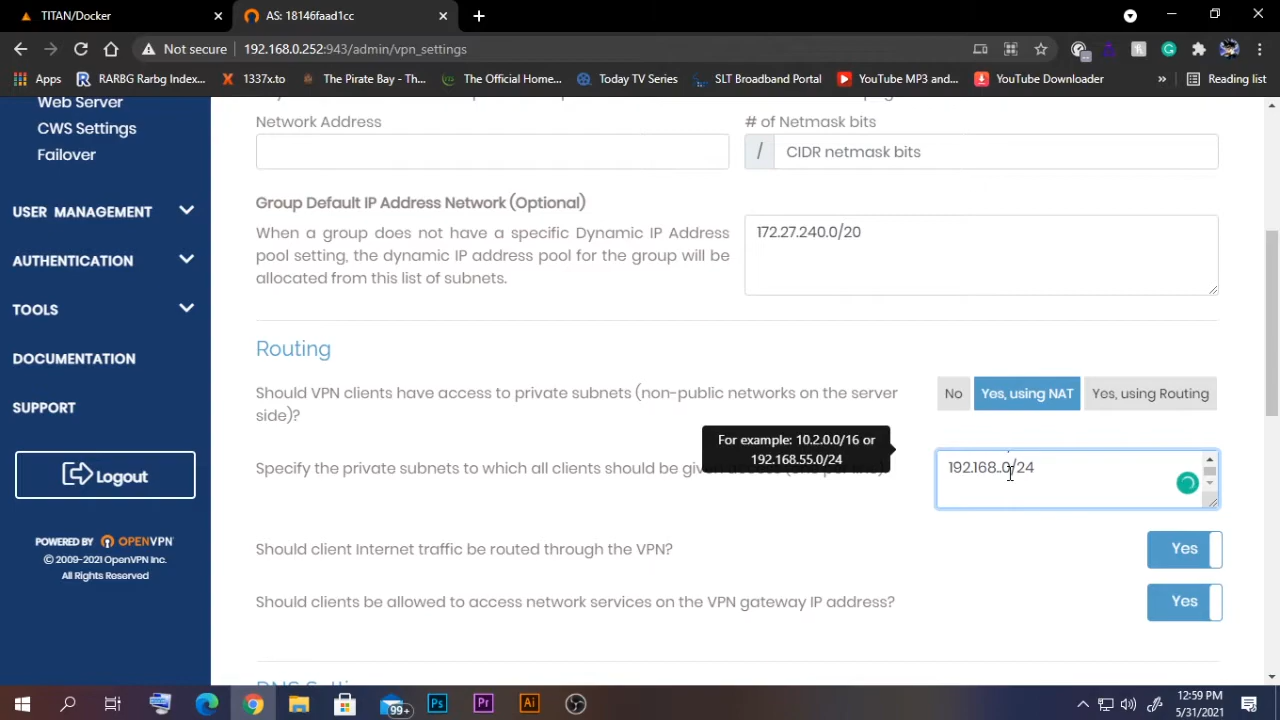 TITAN/Docker
AS: 18146faad1cc
Not secure 192.168.0.252:943/admin/vpn_settings
Apps RARBG Rarbg Index... 1337x.to The Pirate Bay - Th... The Official Home... Today TV Series SLT Broadband Portal YouTube MP3 and... YouTube Downloader » Reading list
Web Server
CWS Settings
Failover
USER MANAGEMENT
AUTHENTICATION
TOOLS
DOCUMENTATION
SUPPORT
Logout
POWERED BY OPENVPN
© 2009-2021 OpenVPN Inc.
All Rights Reserved
Network Address
# of Netmask bits
/ CIDR netmask bits
Group Default IP Address Network (Optional)
When a group does not have a specific Dynamic IP Address
pool setting, the dynamic IP address pool for the group will be
allocated from this list of subnets.
172.27.240.0/20
Routing
Should VPN clients have access to private subnets (non-public networks on the server
side)?
No Yes, using NAT Yes, using Routing
For example: 10.2.0.0/16 or
192.168.55.0/24
Specify the private subnets to which all clients should be given
192.168..0/24
Should client Internet traffic be routed through the VPN?
Yes
Should clients be allowed to access network services on the VPN gateway IP address?
Yes
99+
Ps
Pr
Ai
12:59 PM
5/31/2021